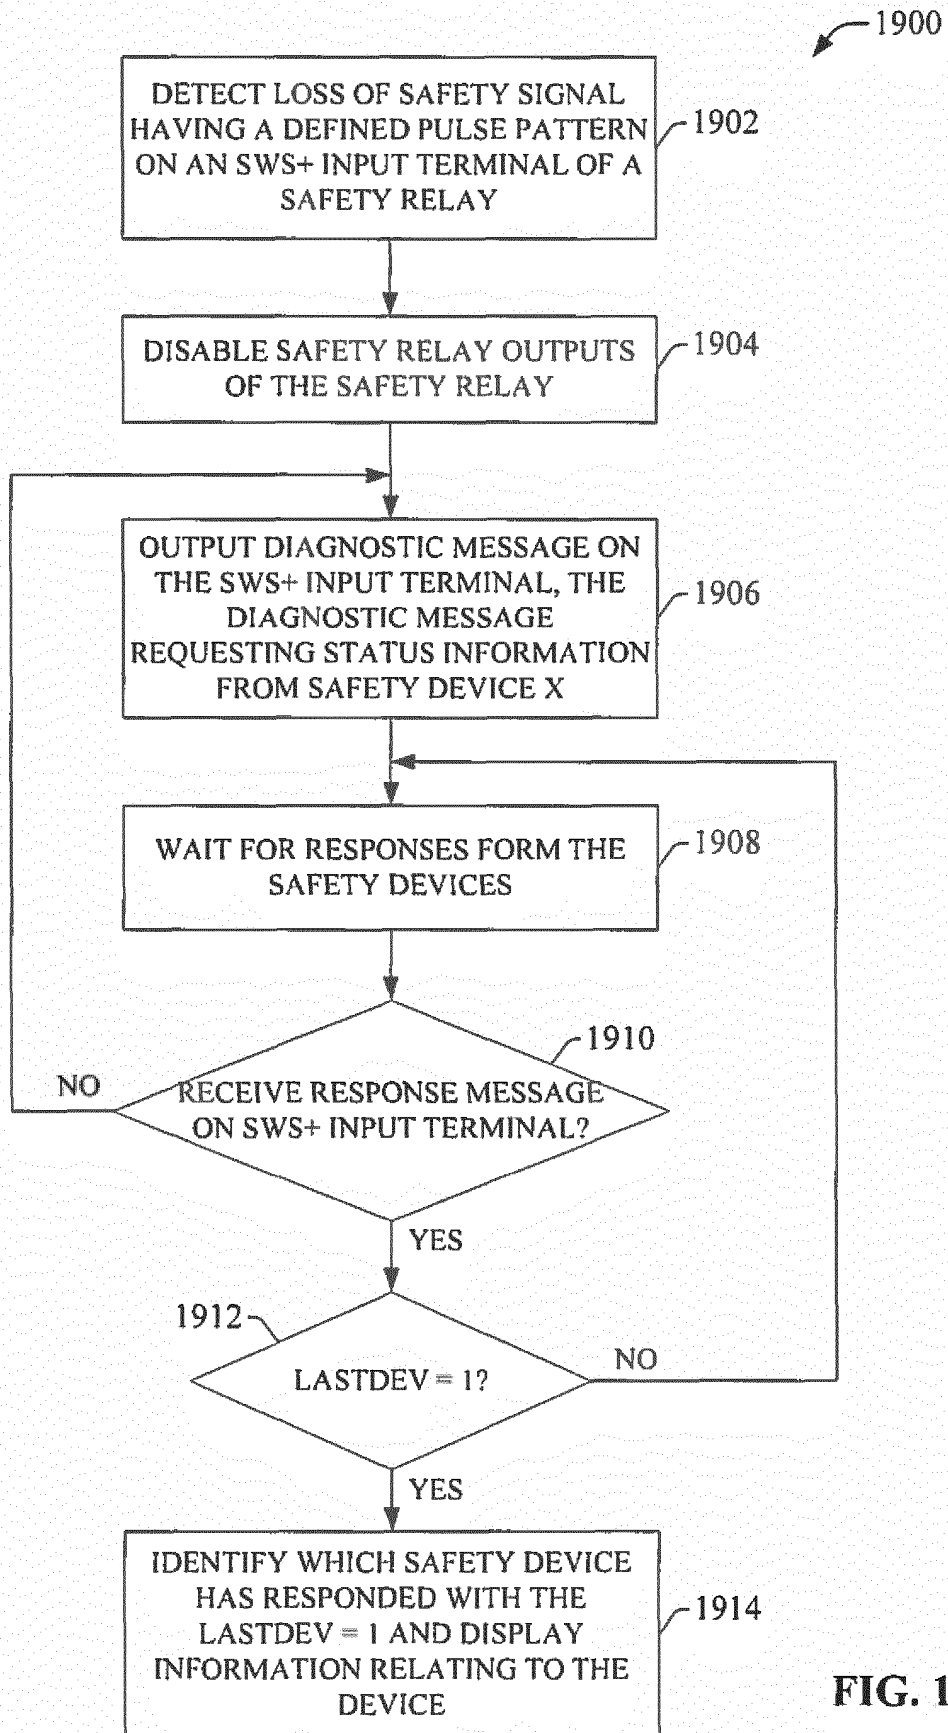 1900
DETECT LOSS OF SAFETY SIGNAL
HAVING A DEFINED PULSE PATTERN
ON AN SWS+ INPUT TERMINAL OF A
SAFETY RELAY
1902
DISABLE SAFETY RELAY OUTPUTS
OF THE SAFETY RELAY
1904
OUTPUT DIAGNOSTIC MESSAGE ON
THE SWS+ INPUT TERMINAL, THE
DIAGNOSTIC MESSAGE
REQUESTING STATUS INFORMATION
FROM SAFETY DEVICE X
1906
WAIT FOR RESPONSES FORM THE
SAFETY DEVICES
1908
1910
NO
RECEIVE RESPONSE MESSAGE
ON SWS+ INPUT TERMINAL?
YES
1912
LASTDEV = 1?
NO
YES
IDENTIFY WHICH SAFETY DEVICE
HAS RESPONDED WITH THE
LASTDEV = 1 AND DISPLAY
INFORMATION RELATING TO THE
DEVICE
1914
FIG. 1